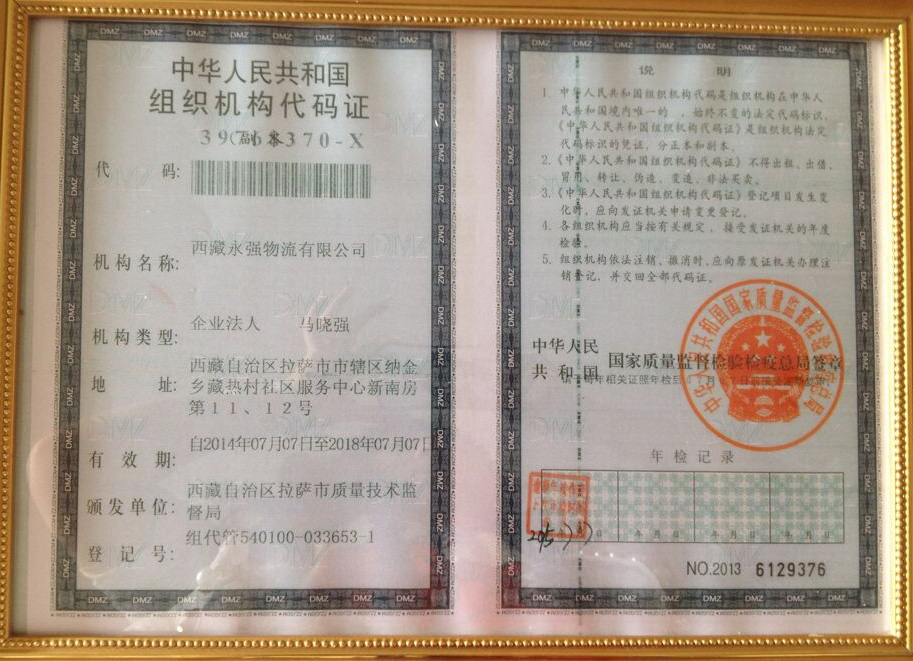 中华人民共和国
组织机构代码证
(副本)
370-X
代 码:
机构名称:
西藏永强物流有限公司
机构类型:
企业法人 马晓强
地 址:
西藏自治区拉萨市市辖区纳金
乡藏热村社区服务中心新南房
第11、12号
有 效 期:
自2014年07月07日至2018年07月07日
颁发单位:
西藏自治区拉萨市质量技术监
督局
登 记 号:
组代管540100-033653-1
说 明
1. 中华人民共和国组织机构代码是组织机构在中华人
民共和国境内唯一的、始终不变的法定代码标识，
《中华人民共和国组织机构代码证》是组织机构法定
代码标识的凭证，分正本和副本。
2.《中华人民共和国组织机构代码证》不得出租、出借、
冒用、转让、伪造、变造、非法买卖。
3.《中华人民共和国组织机构代码证》登记项目发生变
化时，应向发证机关申请变更登记。
4. 各组织机构应当按有关规定，接受发证机关的年度
检验。
5. 组织机构依法注销、撤消时，应向原发证机关办理注
销登记，并交回全部代码证。
中华人民
共 和 国
国家质量监督检验检疫总局签章
年检记录
年 月 日
年 月 日
年 月 日
NO.2013 6129376